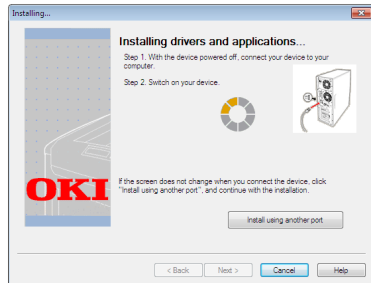 Installing...
Installing drivers and applications...
Step 1. With the device powered off, connect your device to your
computer.
Step 2. Switch on your device.
If the screen does not change when you connect the device, click
"Install using another port", and continue with the installation.
OKI
Install using another port
< Back
Next >
Cancel
Help